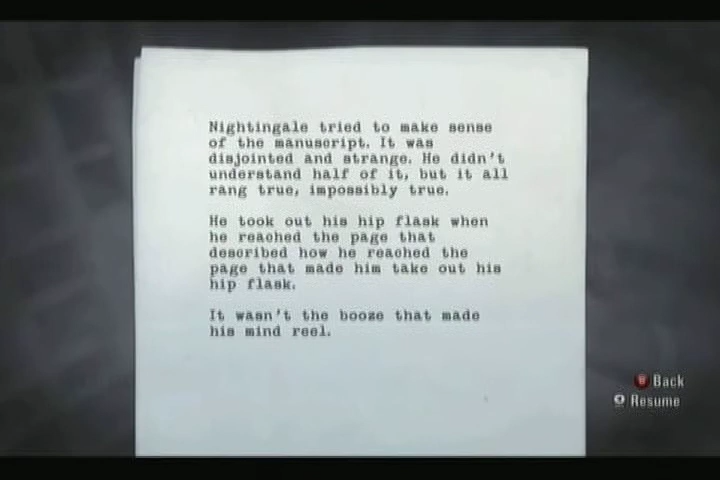 Nightingale tried to make sense
of the manuscript. It was
disjointed and strange. He didn't
understand half of it, but it all
rang true, impossibly true.
He took out his hip flask when
he reached the page that
described how he reached the
page that made him take out his
hip flask.
It wasn't the booze that made
his mind reel.
B Back
Resume